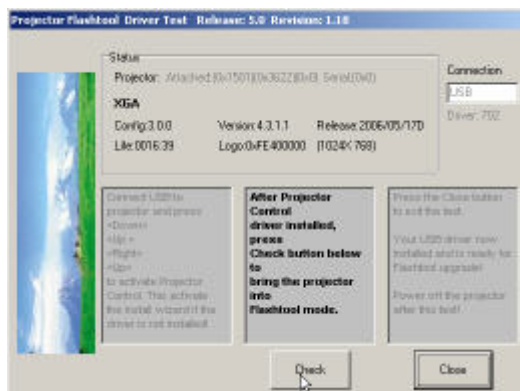 Projector Flashtool Driver Test Release: 5.0 Revision: 1.18
Status
Projector: Attached
XGA
Config:3.0.0 Version:4.3.1.1 Release:2006/05/17D
Life:0016:39 Logo:0xFE400000 (1024X768)
Connection
USB
Driver: 702
Connect USB to
projector and press
<Down>
<Up >
<Right>
<Up>
to activate Projector
Control. This activate
the install wizard if the
driver is not installed.
After Projector
Control
driver installed,
press
Check button below
to
bring the projector
into
Flashtool mode.
Press the Close button
to exit the test.
Your USB driver now
installed and is ready for
Flashtool upgrade!
Power off the projector
after this test!
Check
Close